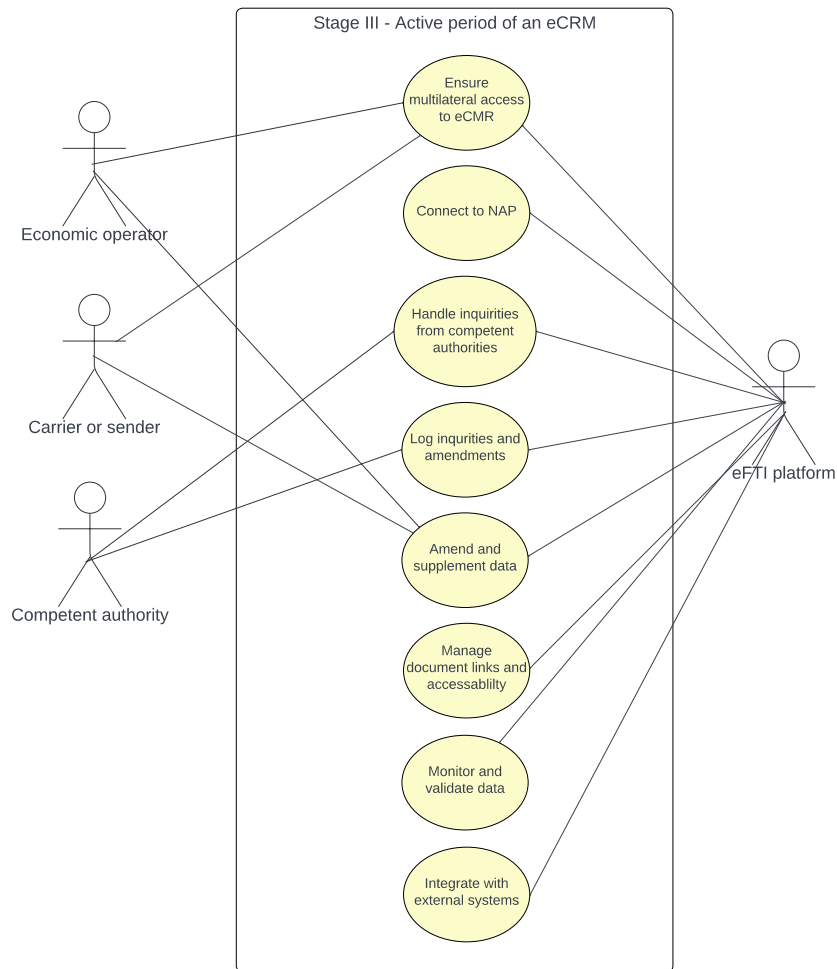 Stage III - Active period of an eCRM
Ensure
multilateral access
to eCMR
Connect to NAP
Economic operator
Handle inquirities
from competent
authorities
Carrier or sender
Log inqurities and
amendments
eFTI platform
Amend and
supplement data
Competent authority
Manage
document links and
accessablilty
Monitor and
validate data
Integrate with
external systems